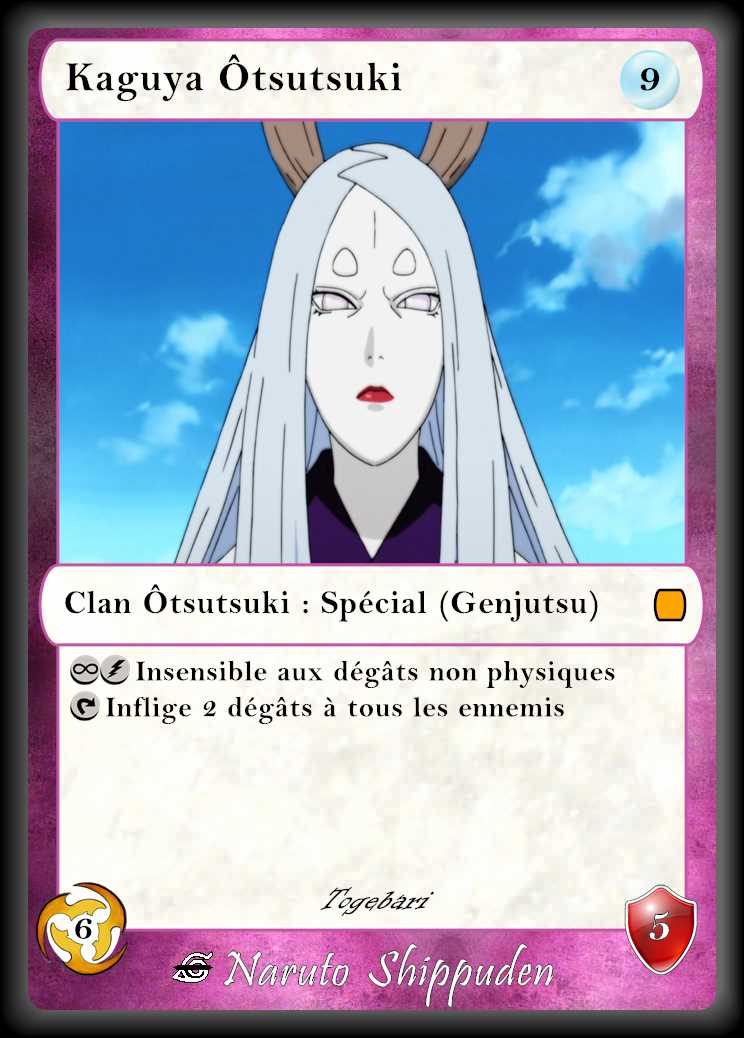 Kaguya Ôtsutsuki
9
Clan Ôtsutsuki : Spécial (Genjutsu)
Insensible aux dégâts non physiques
Inflige 2 dégâts à tous les ennemis
Togebari
6
5
Naruto Shippuden